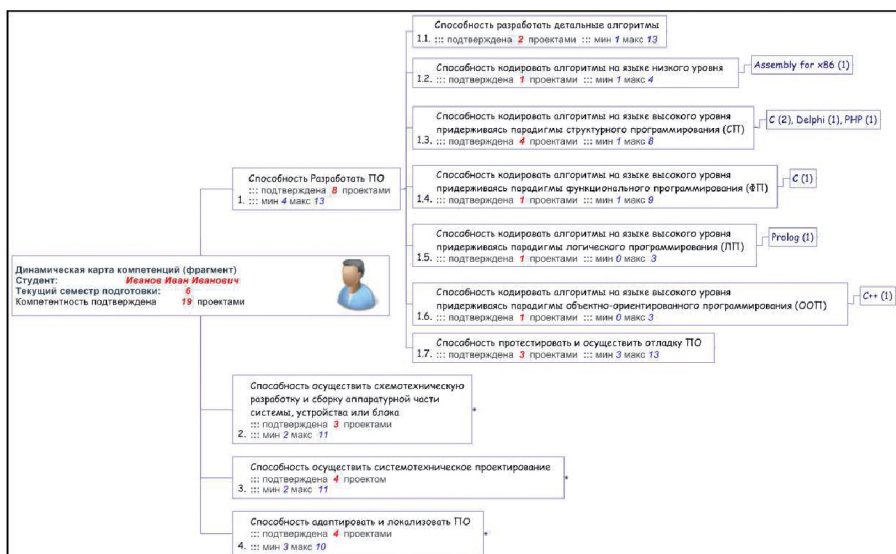 Динамическая карта компетенций (фрагмент)
Студент: Иванов Иван Иванович
Текущий семестр подготовки: 6
Компетентность подтверждена 19 проектами
Способность Разработать ПО
::: подтверждена 8 проектами
1. ::: мин 4 макс 13
Способность разработать детальные алгоритмы
1.1. ::: подтверждена 2 проектами ::: мин 1 макс 13
Способность кодировать алгоритмы на языке низкого уровня
1.2. ::: подтверждена 1 проектами ::: мин 1 макс 4
Assembly for x86 (1)
Способность кодировать алгоритмы на языке высокого уровня
придерживаясь парадигмы структурного программирования (СП)
1.3. ::: подтверждена 4 проектами ::: мин 1 макс 8
C (2), Delphi (1), PHP (1)
Способность кодировать алгоритмы на языке высокого уровня
придерживаясь парадигмы функционального программирования (ФП)
1.4. ::: подтверждена 1 проектами ::: мин 1 макс 9
C (1)
Способность кодировать алгоритмы на языке высокого уровня
придерживаясь парадигмы логического программирования (ЛП)
1.5. ::: подтверждена 1 проектами ::: мин 0 макс 3
Prolog (1)
Способность кодировать алгоритмы на языке высокого уровня
придерживаясь парадигмы объектно-ориентированного программирования (ООП)
1.6. ::: подтверждена 1 проектами ::: мин 0 макс 3
C++ (1)
Способность протестировать и осуществить отладку ПО
1.7. ::: подтверждена 3 проектами ::: мин 3 макс 13
Способность осуществить схемотехническую
разработку и сборку аппаратурной части
системы, устройства или блока
::: подтверждена 3 проектами
2. ::: мин 2 макс 11
*
Способность осуществить системотехническое проектирование
::: подтверждена 4 проектом
3. ::: мин 2 макс 11
*
Способность адаптировать и локализовать ПО
::: подтверждена 4 проектами
4. ::: мин 3 макс 10
*